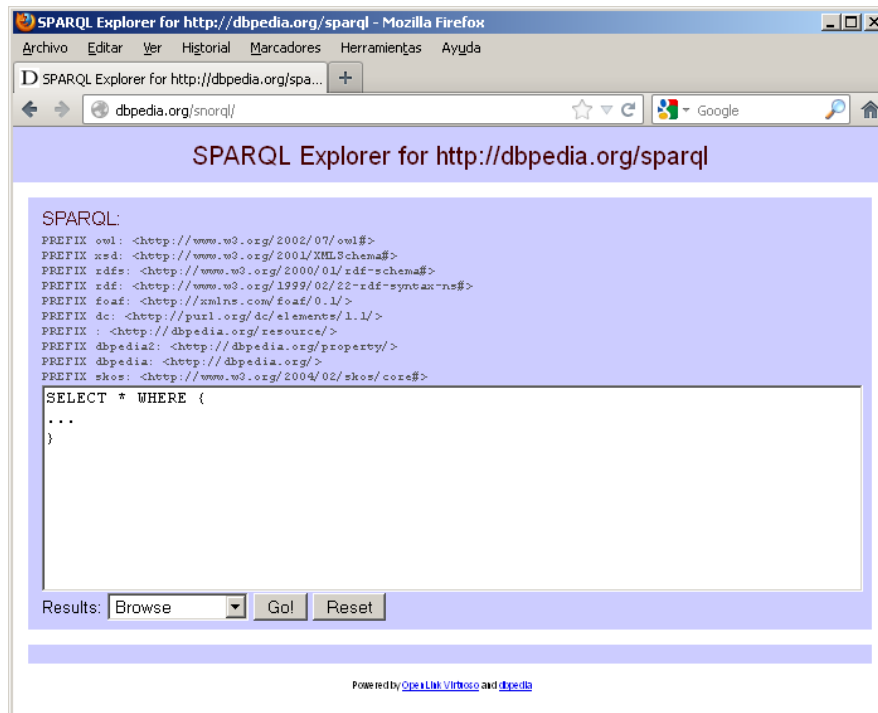 SPARQL Explorer for http://dbpedia.org/sparql - Mozilla Firefox
Archivo Editar Ver Historial Marcadores Herramientas Ayuda
D SPARQL Explorer for http://dbpedia.org/spa... +
dbpedia.org/snorql/ Google
SPARQL Explorer for http://dbpedia.org/sparql
SPARQL:
PREFIX owl: <http://www.w3.org/2002/07/owl#>
PREFIX xsd: <http://www.w3.org/2001/XMLSchema#>
PREFIX rdfs: <http://www.w3.org/2000/01/rdf-schema#>
PREFIX rdf: <http://www.w3.org/1999/02/22-rdf-syntax-ns#>
PREFIX foaf: <http://xmlns.com/foaf/0.1/>
PREFIX dc: <http://purl.org/dc/elements/1.1/>
PREFIX : <http://dbpedia.org/resource/>
PREFIX dbpedia2: <http://dbpedia.org/property/>
PREFIX dbpedia: <http://dbpedia.org/>
PREFIX skos: <http://www.w3.org/2004/02/skos/core#>
SELECT * WHERE {
...
}
Results: Browse Go! Reset
Powered by OpenLink Virtuoso and dbpedia